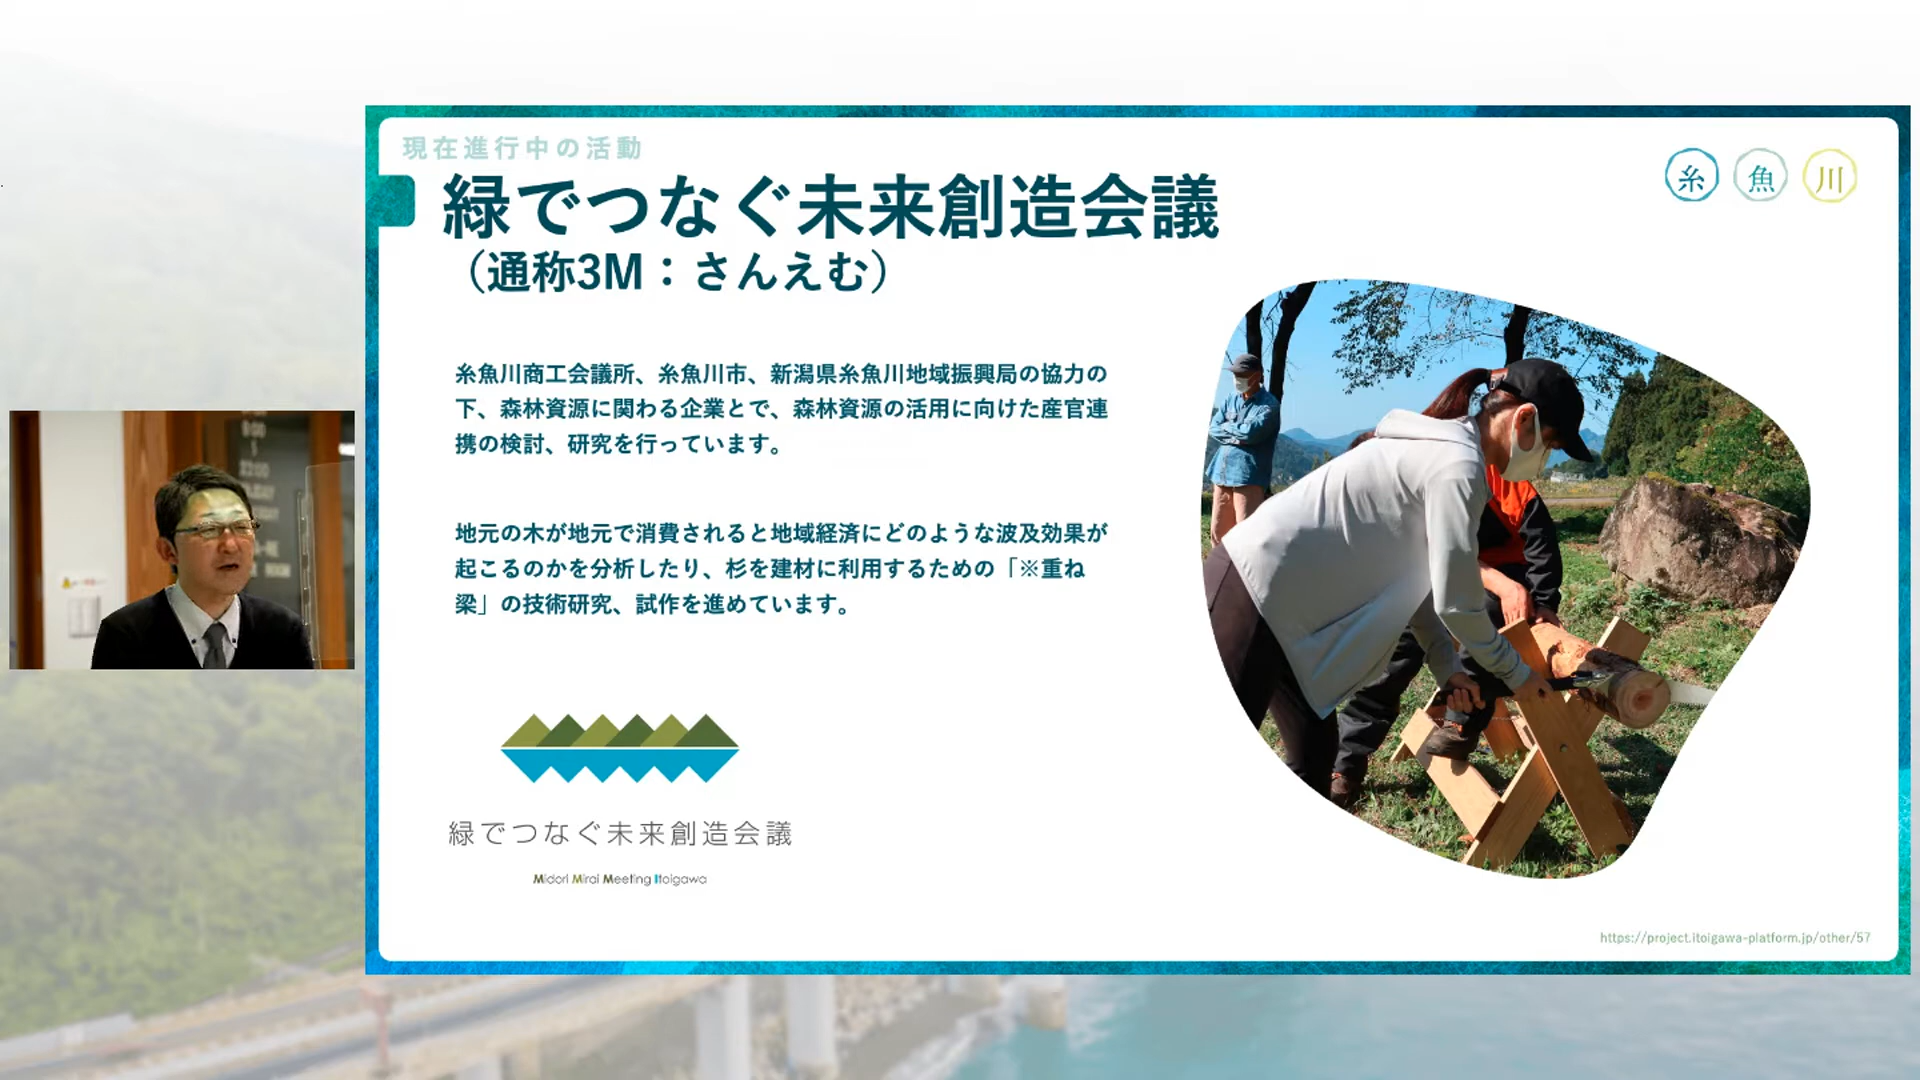 現在進行中の活動
緑でつなぐ未来創造会議
（通称3M：さんえむ）
糸 魚 川
糸魚川商工会議所、糸魚川市、新潟県糸魚川地域振興局の協力の
下、森林資源に関わる企業とで、森林資源の活用に向けた産官連
携の検討、研究を行っています。
地元の木が地元で消費されると地域経済にどのような波及効果が
起こるのかを分析したり、杉を建材に利用するための「※重ね
梁」の技術研究、試作を進めています。
緑でつなぐ未来創造会議
Midori Mirai Meeting Itoigawa
https://project.itoigawa-platform.jp/other/57